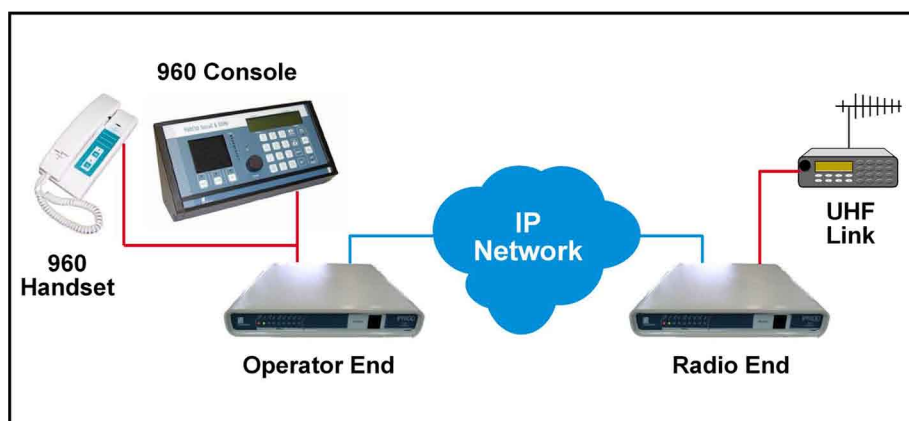 960 Console
960
Handset
IP
Network
UHF
Link
Operator End
Radio End